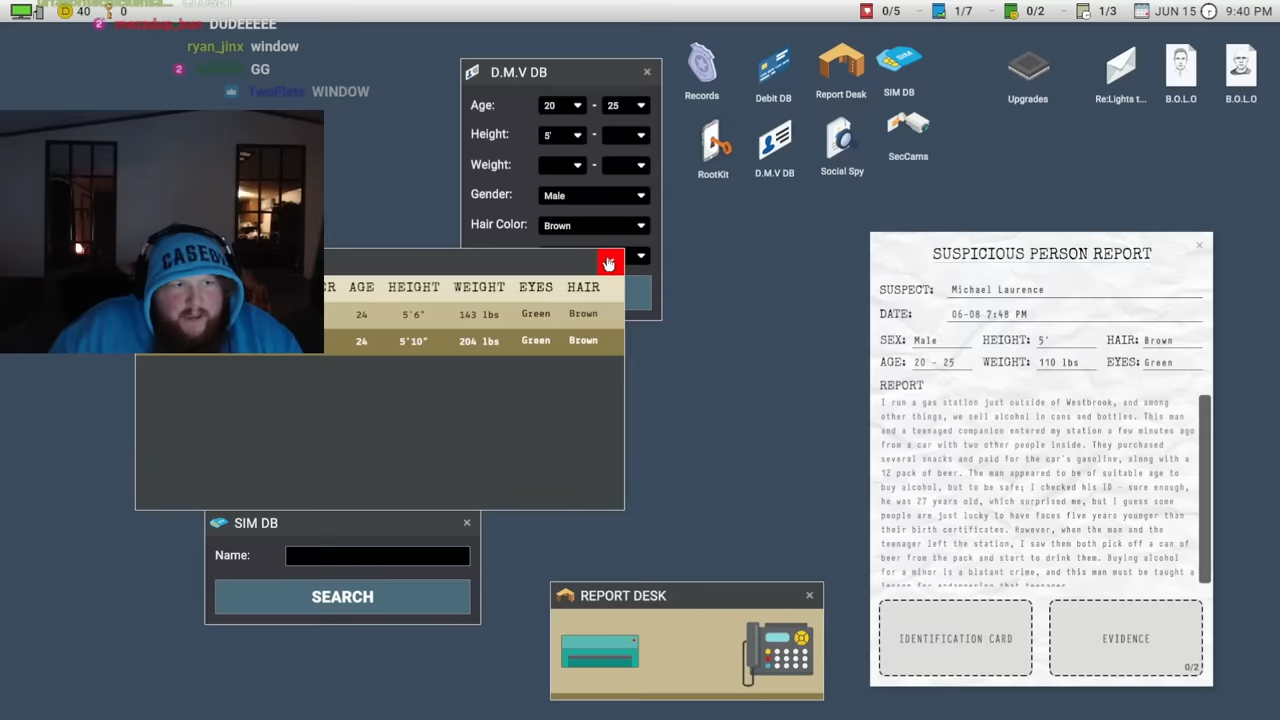 40
0
0/5
1/7
0/2
1/3
JUN 15
9:40 PM
2
DUDEEEEE
ryan_jinx window
2
GG
TwoFlats WINDOW
CASED
D.M.V DB
Age: 20 - 25
Height: 5' -
Weight: -
Gender: Male
Hair Color: Brown
AGE HEIGHT WEIGHT EYES HAIR
24 5'6" 143 lbs Green Brown
24 5'10" 204 lbs Green Brown
SIM DB
Name:
SEARCH
REPORT DESK
Records
Debit DB
Report Desk
SIM DB
Upgrades
Re:Lights t...
B.O.L.O
B.O.L.O
RootKit
D.M.V DB
Social Spy
SecCams
SUSPICIOUS PERSON REPORT
SUSPECT: Michael Laurence
DATE: 06-08 7:48 PM
SEX: Male HEIGHT: 5' HAIR: Brown
AGE: 20 - 25 WEIGHT: 110 lbs EYES: Green
REPORT
I run a gas station just outside of Westbrook, and among
other things, we sell alcohol in cans and bottles. This man
and a teenaged companion entered my station a few minutes ago
from a car with two other people inside. They purchased
several snacks and paid for the car's gasoline, along with a
12 pack of beer. The man appeared to be of suitable age to
buy alcohol, but to be safe; I checked his ID - sure enough,
he was 27 years old, which surprised me, but I guess some
people are just lucky to have faces five years younger than
their birth certificates. However, when the man and the
teenager left the station, I saw them both pick off a can of
beer from the pack and start to drink them. Buying alcohol
for a minor is a blatant crime, and this man must be taught a
lesson for endangering that teenager.
IDENTIFICATION CARD
EVIDENCE
0/2